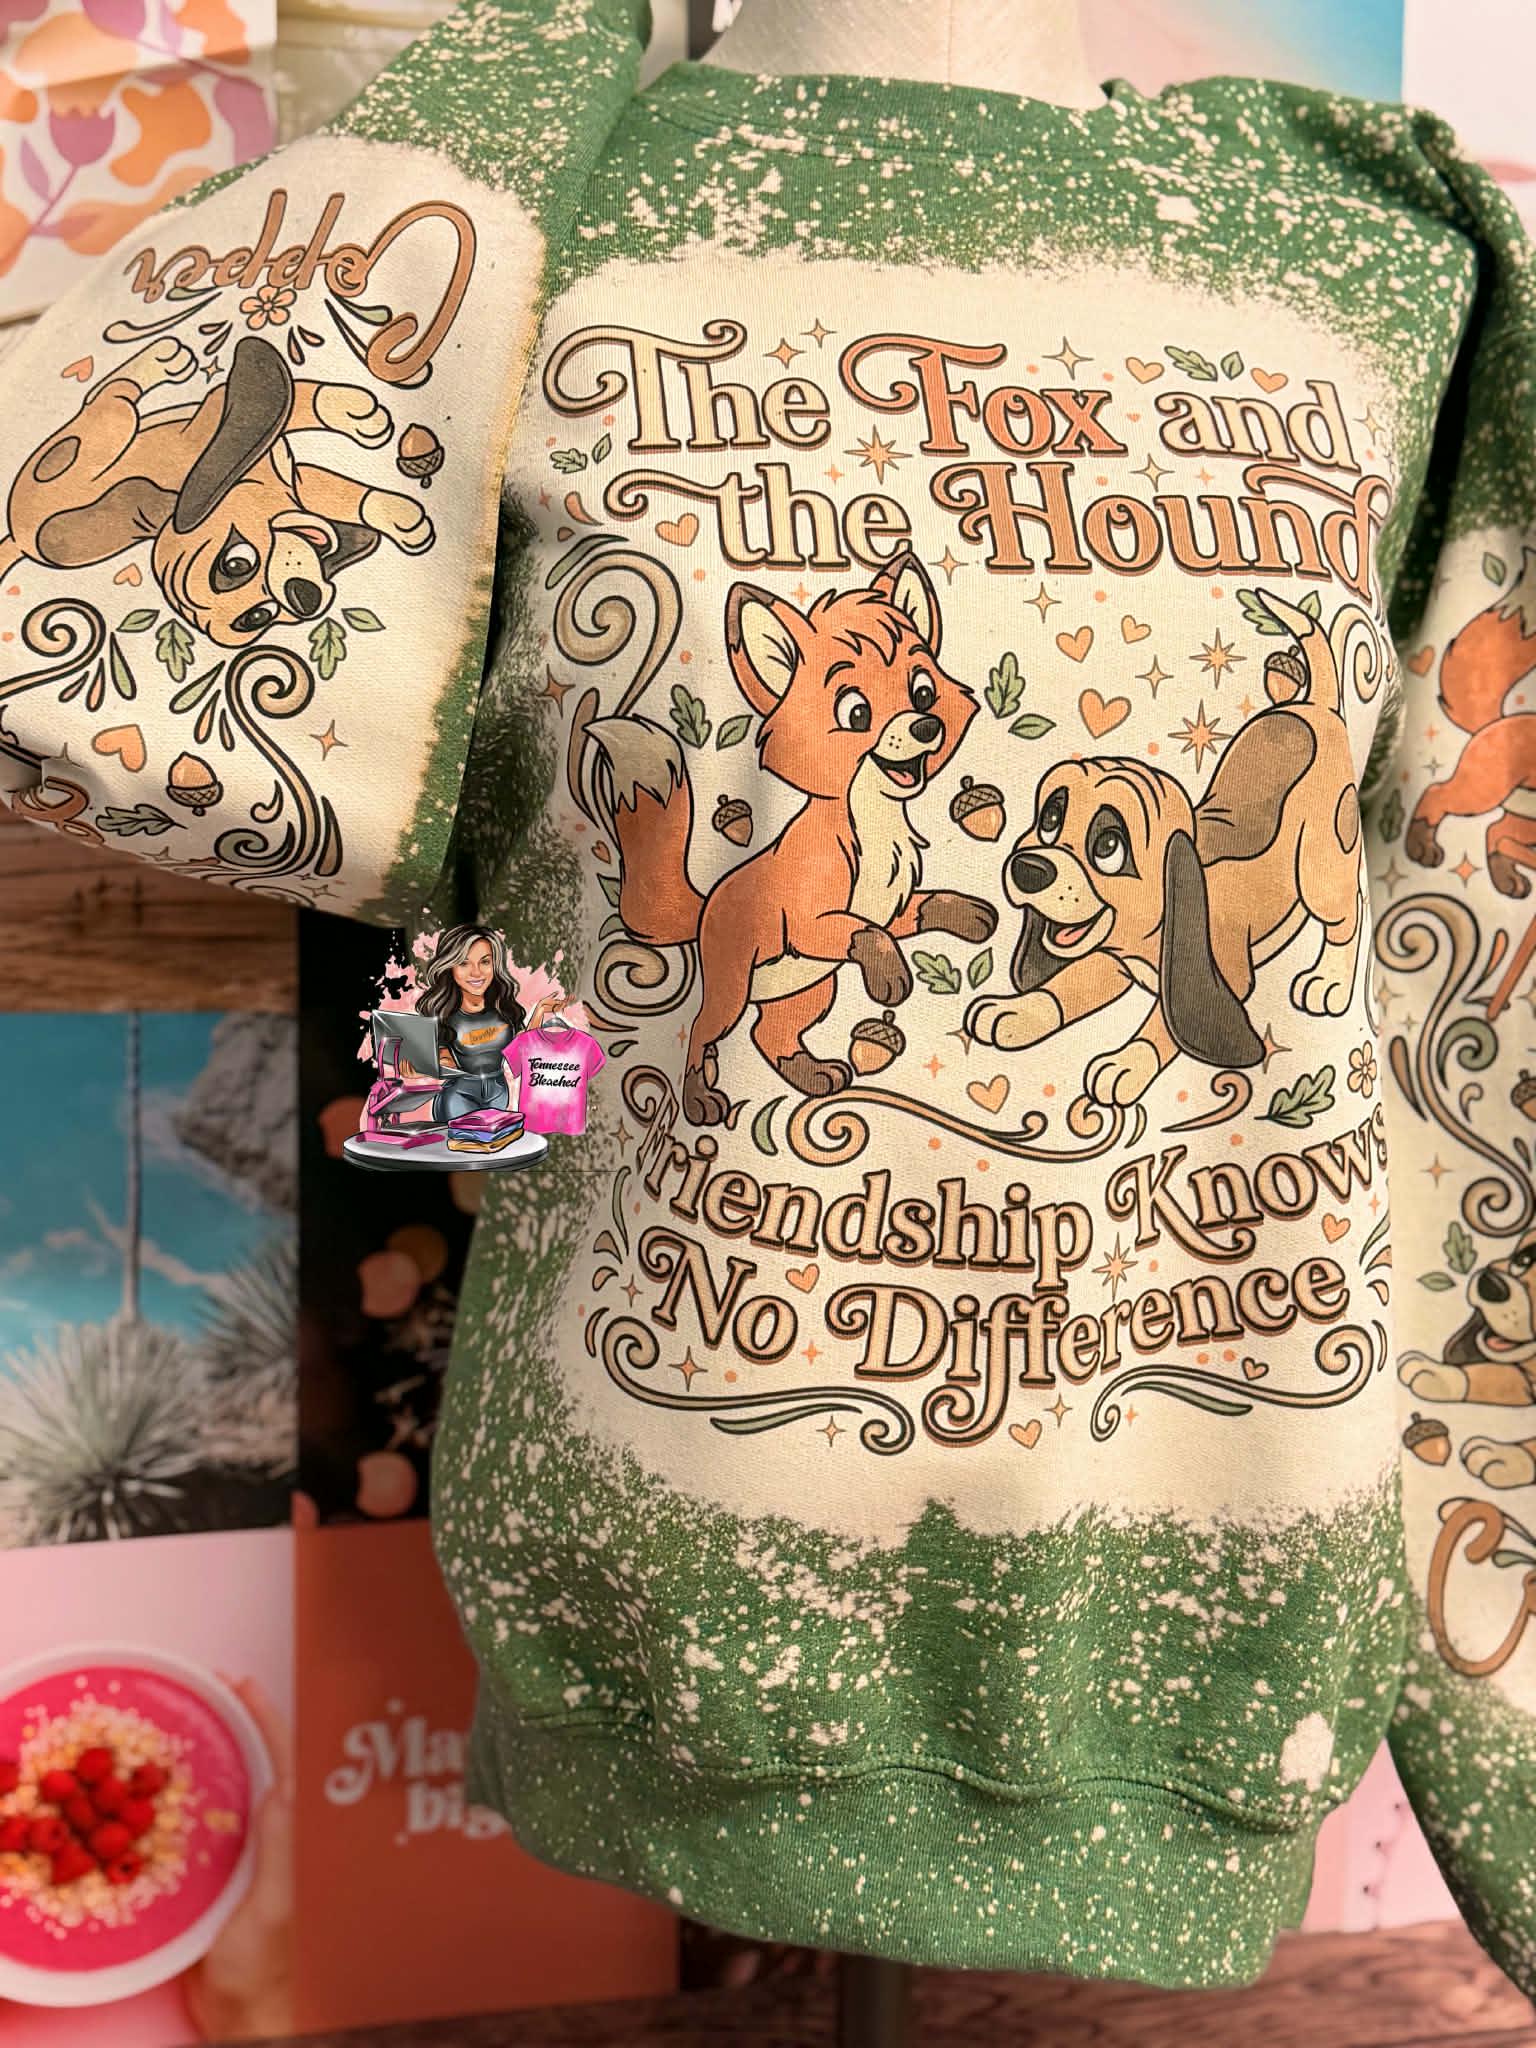 Copper
The Fox and
the Hound
Friendship Knows
No Difference
Tennessee
Bleached